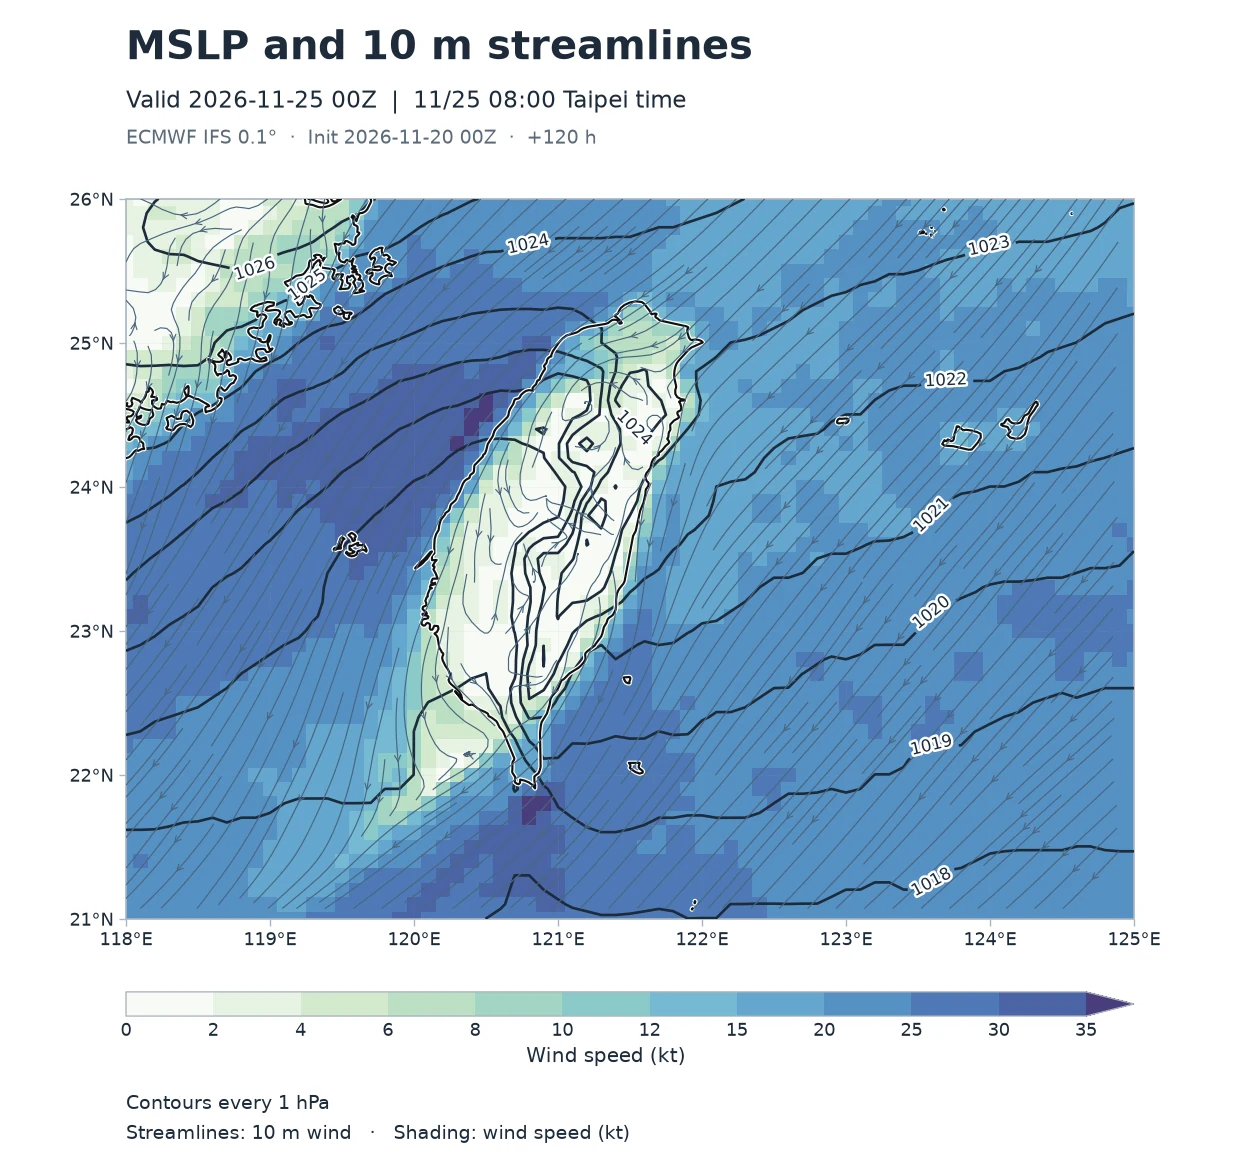 MSLP and 10 m streamlines
Valid 2026-11-25 00Z | 11/25 08:00 Taipei time
ECMWF IFS 0.1° · Init 2026-11-20 00Z · +120 h
26°N
1024
1023
1026
1025
25°N
1022
1024
24°N
1021
1020
23°N
1019
22°N
1018
21°N
118°E 119°E 120°E 121°E 122°E 123°E 124°E 125°E
0 2 4 6 8 10 12 15 20 25 30 35
Wind speed (kt)
Contours every 1 hPa
Streamlines: 10 m wind · Shading: wind speed (kt)